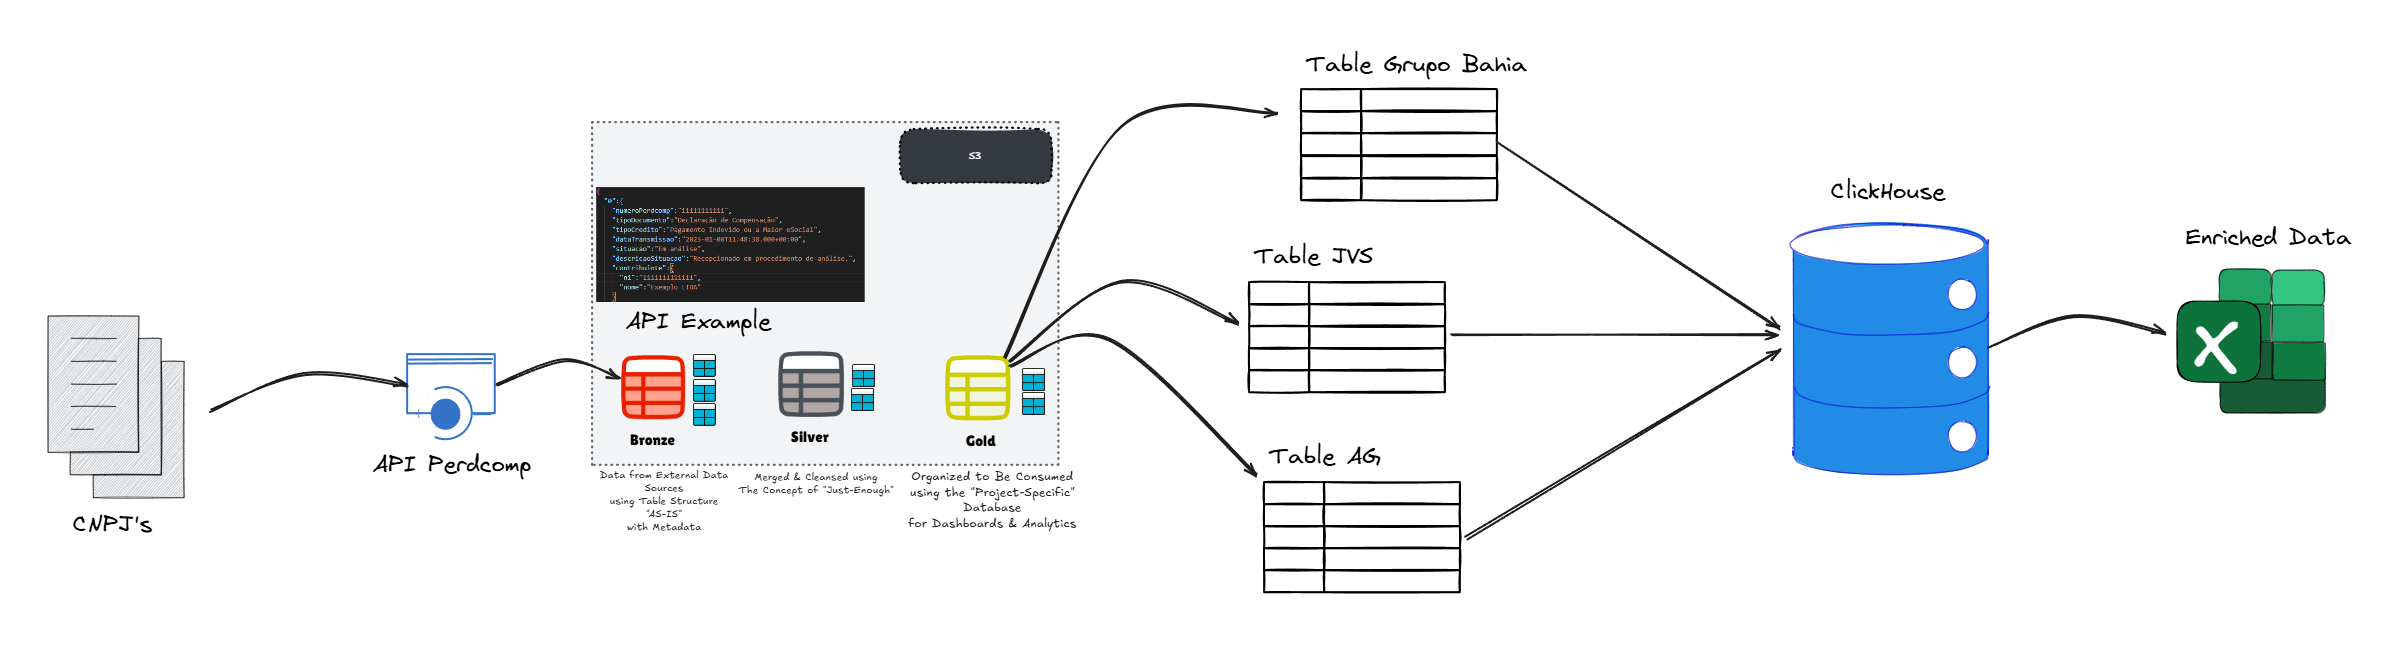 Table Grupo Bahia
S3
ClickHouse
{
"0":{
"numeroPerdcomp":"11111111111",
"tipoDocumento":"Declaração de Compensação",
"tipoCredito":"Pagamento Indevido ou a Maior eSocial",
"dataTransmissao":"2025-01-08T11:48:38.000+00:00",
"situacao":"Em análise",
"descricaoSituacao":"Recepcionado em procedimento de análise.",
"contribuinte":{
"ni":"1111111111111",
"nome":"Exemplo LTDA"
}
API Example
Table JVS
Enriched Data
Bronze
Silver
Gold
API Perdcomp
Table AG
Data from External Data
Sources
using Table Structure
"AS-IS"
with Metadata
Merged & Cleansed using
The Concept of "Just-Enough"
Organized to Be Consumed
using the "Project-Specific"
Database
for Dashboards & Analytics
CNPJ's